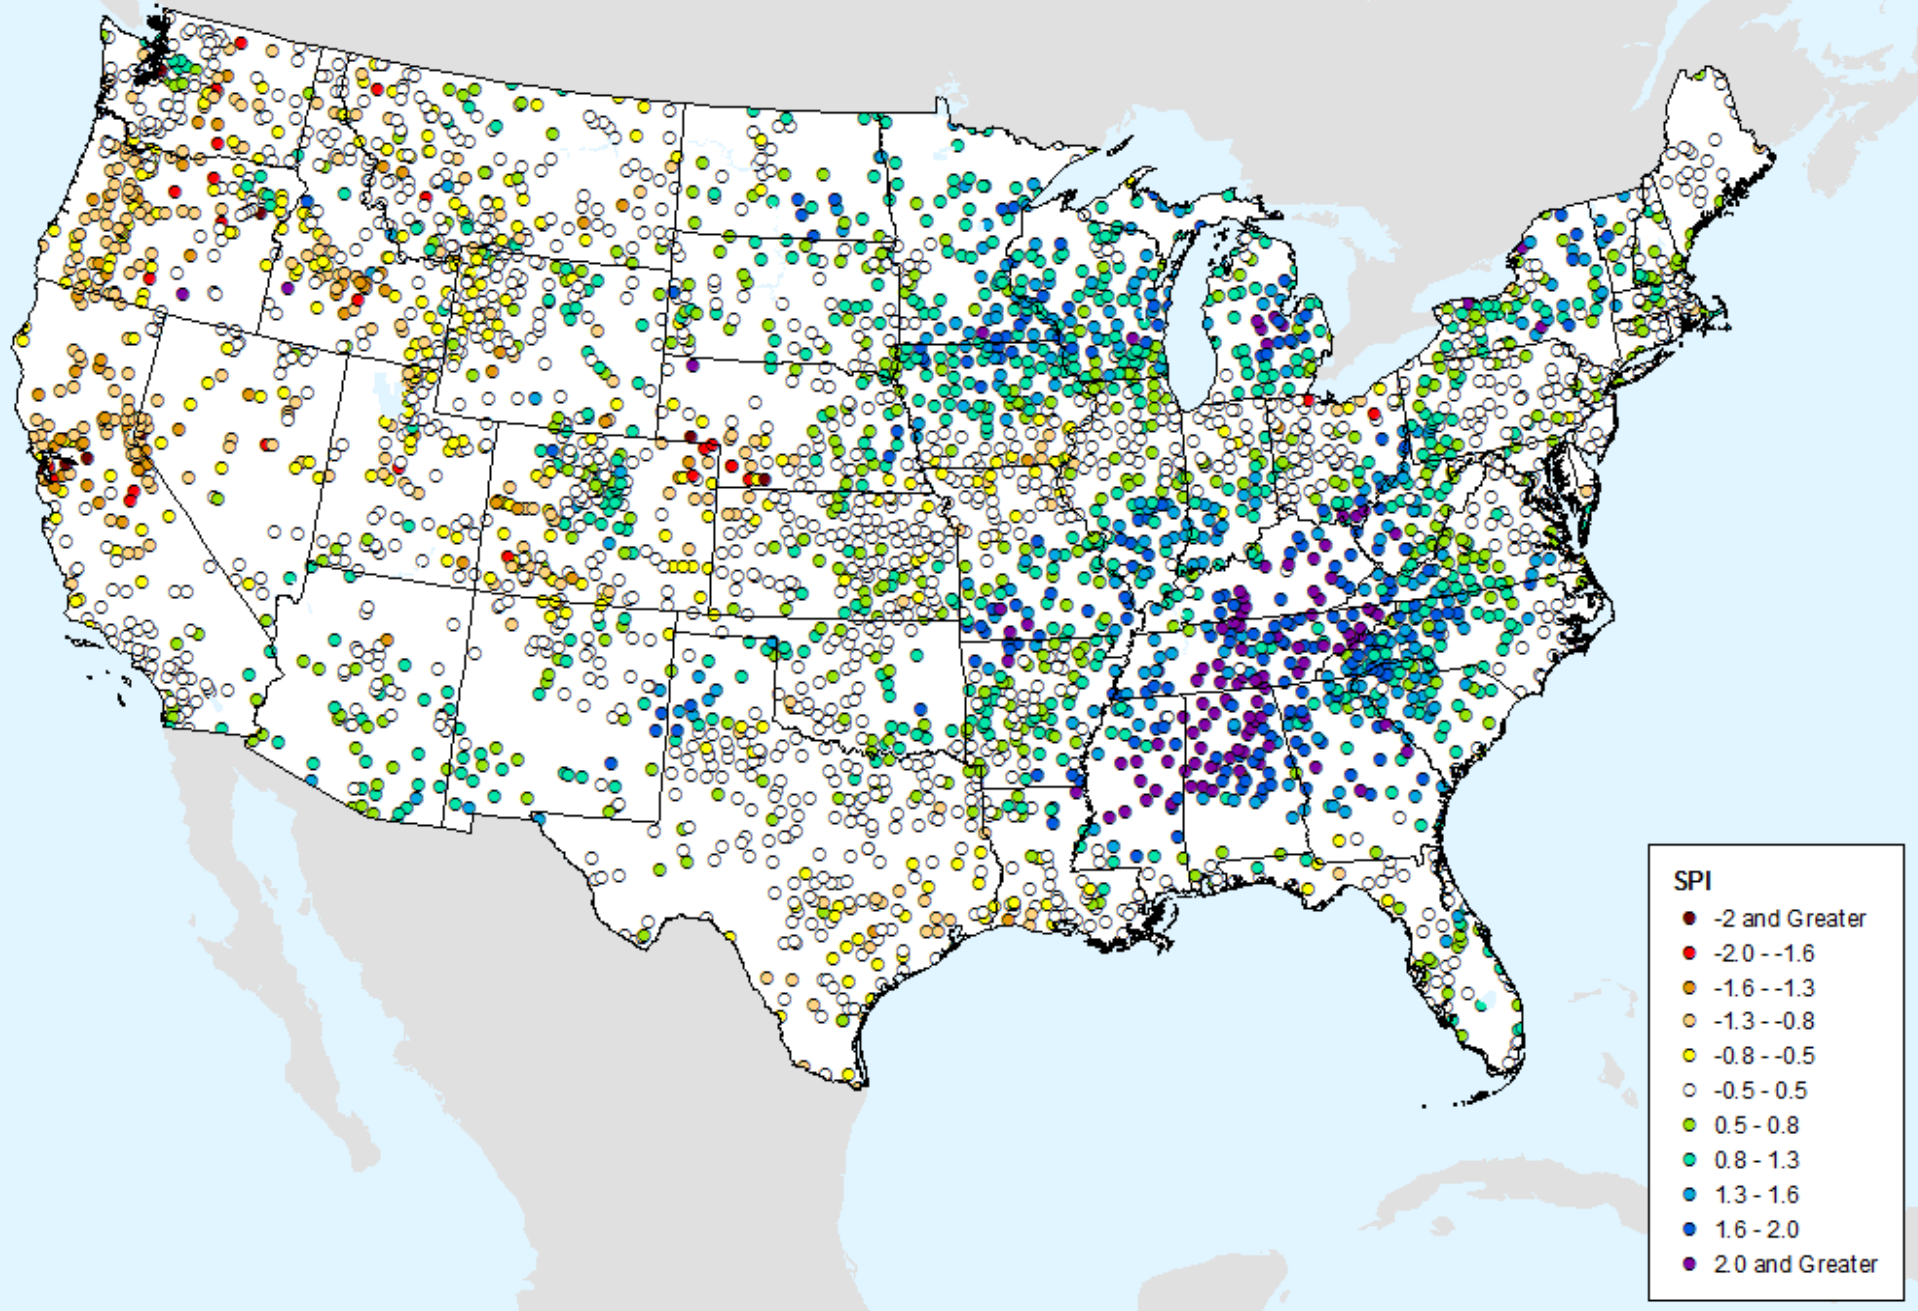 SPI
-2 and Greater
-2.0 - -1.6
-1.6 - -1.3
-1.3 - -0.8
-0.8 - -0.5
-0.5 - 0.5
0.5 - 0.8
0.8 - 1.3
1.3 - 1.6
1.6 - 2.0
2.0 and Greater